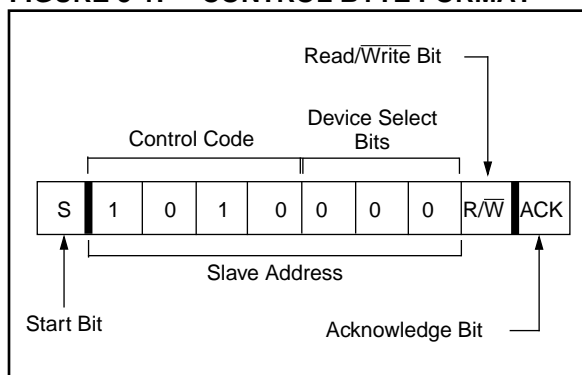 Read/Write Bit
Device Select
Control Code
Bits
S 1 0 1 0 0 0 0 R/W ACK
Slave Address
Start Bit
Acknowledge Bit